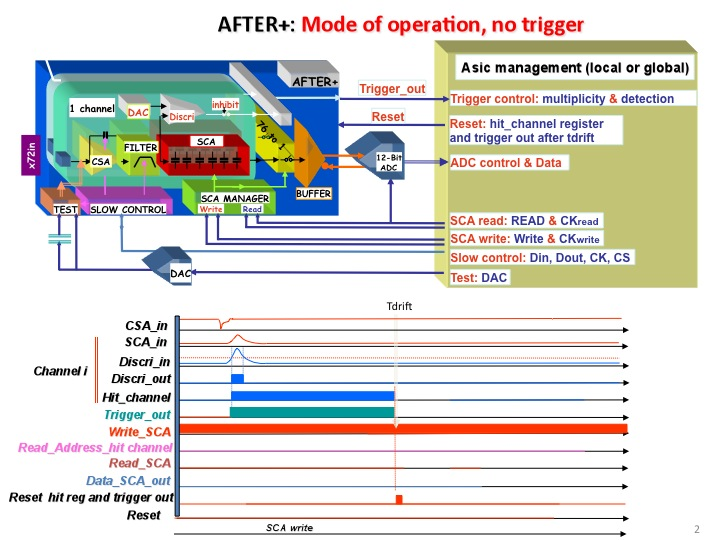 AFTER+: Mode of operation, no trigger
Asic management (local or global)
AFTER+
Trigger_out
Trigger control: multiplicity & detection
1 channel
DAC
Discri
inhibit
Reset
Reset: hit_channel register
and trigger out after tdrift
x72in
CSA
FILTER
SCA
76 to 1
12-Bit
ADC
ADC control & Data
BUFFER
TEST
SLOW CONTROL
SCA MANAGER
Write
Read
SCA read: READ & CKread
SCA write: Write & CKwrite
Slow control: Din, Dout, CK, CS
DAC
Test: DAC
Tdrift
CSA_in
SCA_in
Channel i
Discri_in
Discri_out
Hit_channel
Trigger_out
Write_SCA
Read_Address_hit channel
Read_SCA
Data_SCA_out
Reset hit reg and trigger out
Reset
SCA write
2